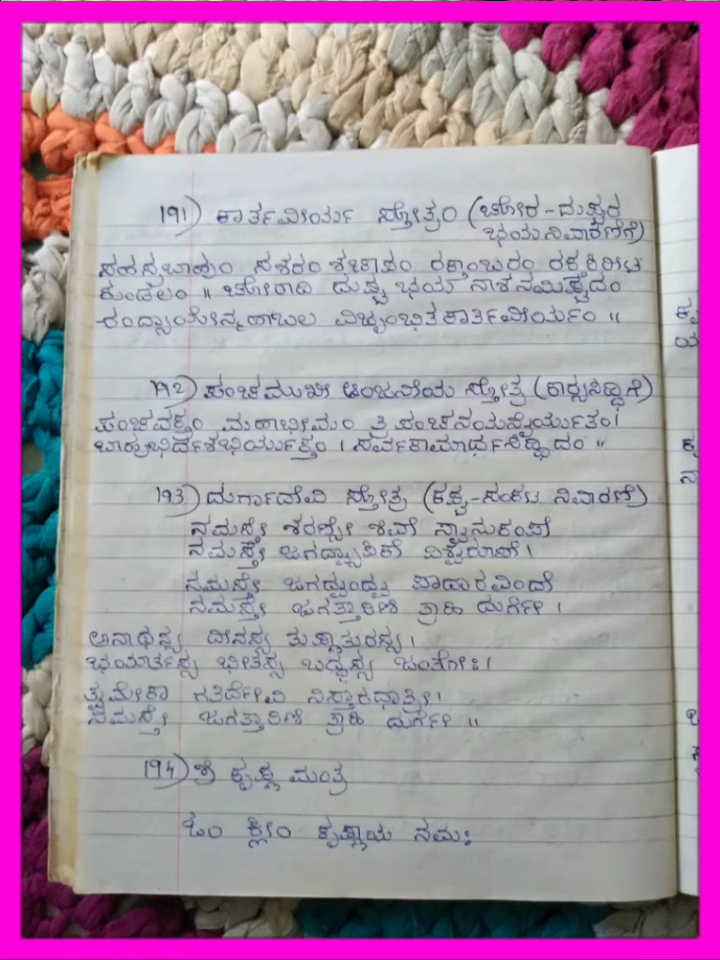 191) ಕಾರ್ತವೀರ್ಯ ಸ್ತೋತ್ರಂ (ಚೋರ-ದುಷ್ಟರ
ಭಯ ನಿವಾರಣೆಗೆ)
ಸಹಸ್ರಬಾಹುಂ ಸಶರಂ ಶಚಾಪಂ ರಕ್ತಾಂಬರಂ ರಕ್ತಕಿರೀಟ
ಕುಂಡಲಂ ॥ ಚೋರಾದಿ ದುಷ್ಟ ಭಯ ನಾಶನಮಿಷ್ಟದಂ
ರಂಧ್ಯಾಯೇನ್ಮಹಾಬಲ ವಿಜೃಂಭಿತಕಾರ್ತವೀರ್ಯಂ ॥
192) ಪಂಚಮುಖೀ ಆಂಜನೇಯ ಸ್ತೋತ್ರ (ಕಾರ್ಯಸಿದ್ಧಿಗೆ)
ಪಂಚವಕ್ತ್ರಂ ಮಹಾಭೀಮಂ ತ್ರಿಪಂಚನಯನೈರ್ಯುತಂ।
ಬಾಹುಭಿರ್ದಶಭಿರ್ಯುಕ್ತಂ । ಸರ್ವಕಾಮಾರ್ಥಸಿದ್ಧಿದಂ ॥
193) ದುರ್ಗಾದೇವಿ ಸ್ತೋತ್ರ (ಕಷ್ಟ-ಸಂಕಟ ನಿವಾರಣೆ)
ನಮಸ್ತೇ ಶರಣ್ಯೇ ಶಿವೇ ಸ್ವಾನುಕಂಪೇ
ನಮಸ್ತೇ ಜಗದ್ವ್ಯಾಪಿಕೇ ವಿಶ್ವರೂಪೇ ।
ನಮಸ್ತೇ ಜಗದ್ವಂದ್ವ ಪಾದಾರವಿಂದೇ
ನಮಸ್ತೇ ಜಗತ್ತಾರಿಣಿ ತ್ರಾಹಿ ದುರ್ಗೇ ।
ಅನಾಥಸ್ಯ ದೀನಸ್ಯ ತೃಷ್ಣಾತುರಸ್ಯ ।
ಭಯಾರ್ತಸ್ಯ ಭೀತಸ್ಯ ಬದ್ಧಸ್ಯ ಜಂತೋಃ ।
ತ್ವಮೇಕಾ ಗತಿರ್ದೇವಿ ನಿಸ್ತಾರಧಾತ್ರೀ ।
ನಮಸ್ತೇ ಜಗತ್ತಾರಿಣಿ ತ್ರಾಹಿ ದುರ್ಗೇ ॥
194) ಶ್ರೀ ಕೃಷ್ಣ ಮಂತ್ರ
ಓಂ ಕ್ಲೀಂ ಕೃಷ್ಣಾಯ ನಮಃ